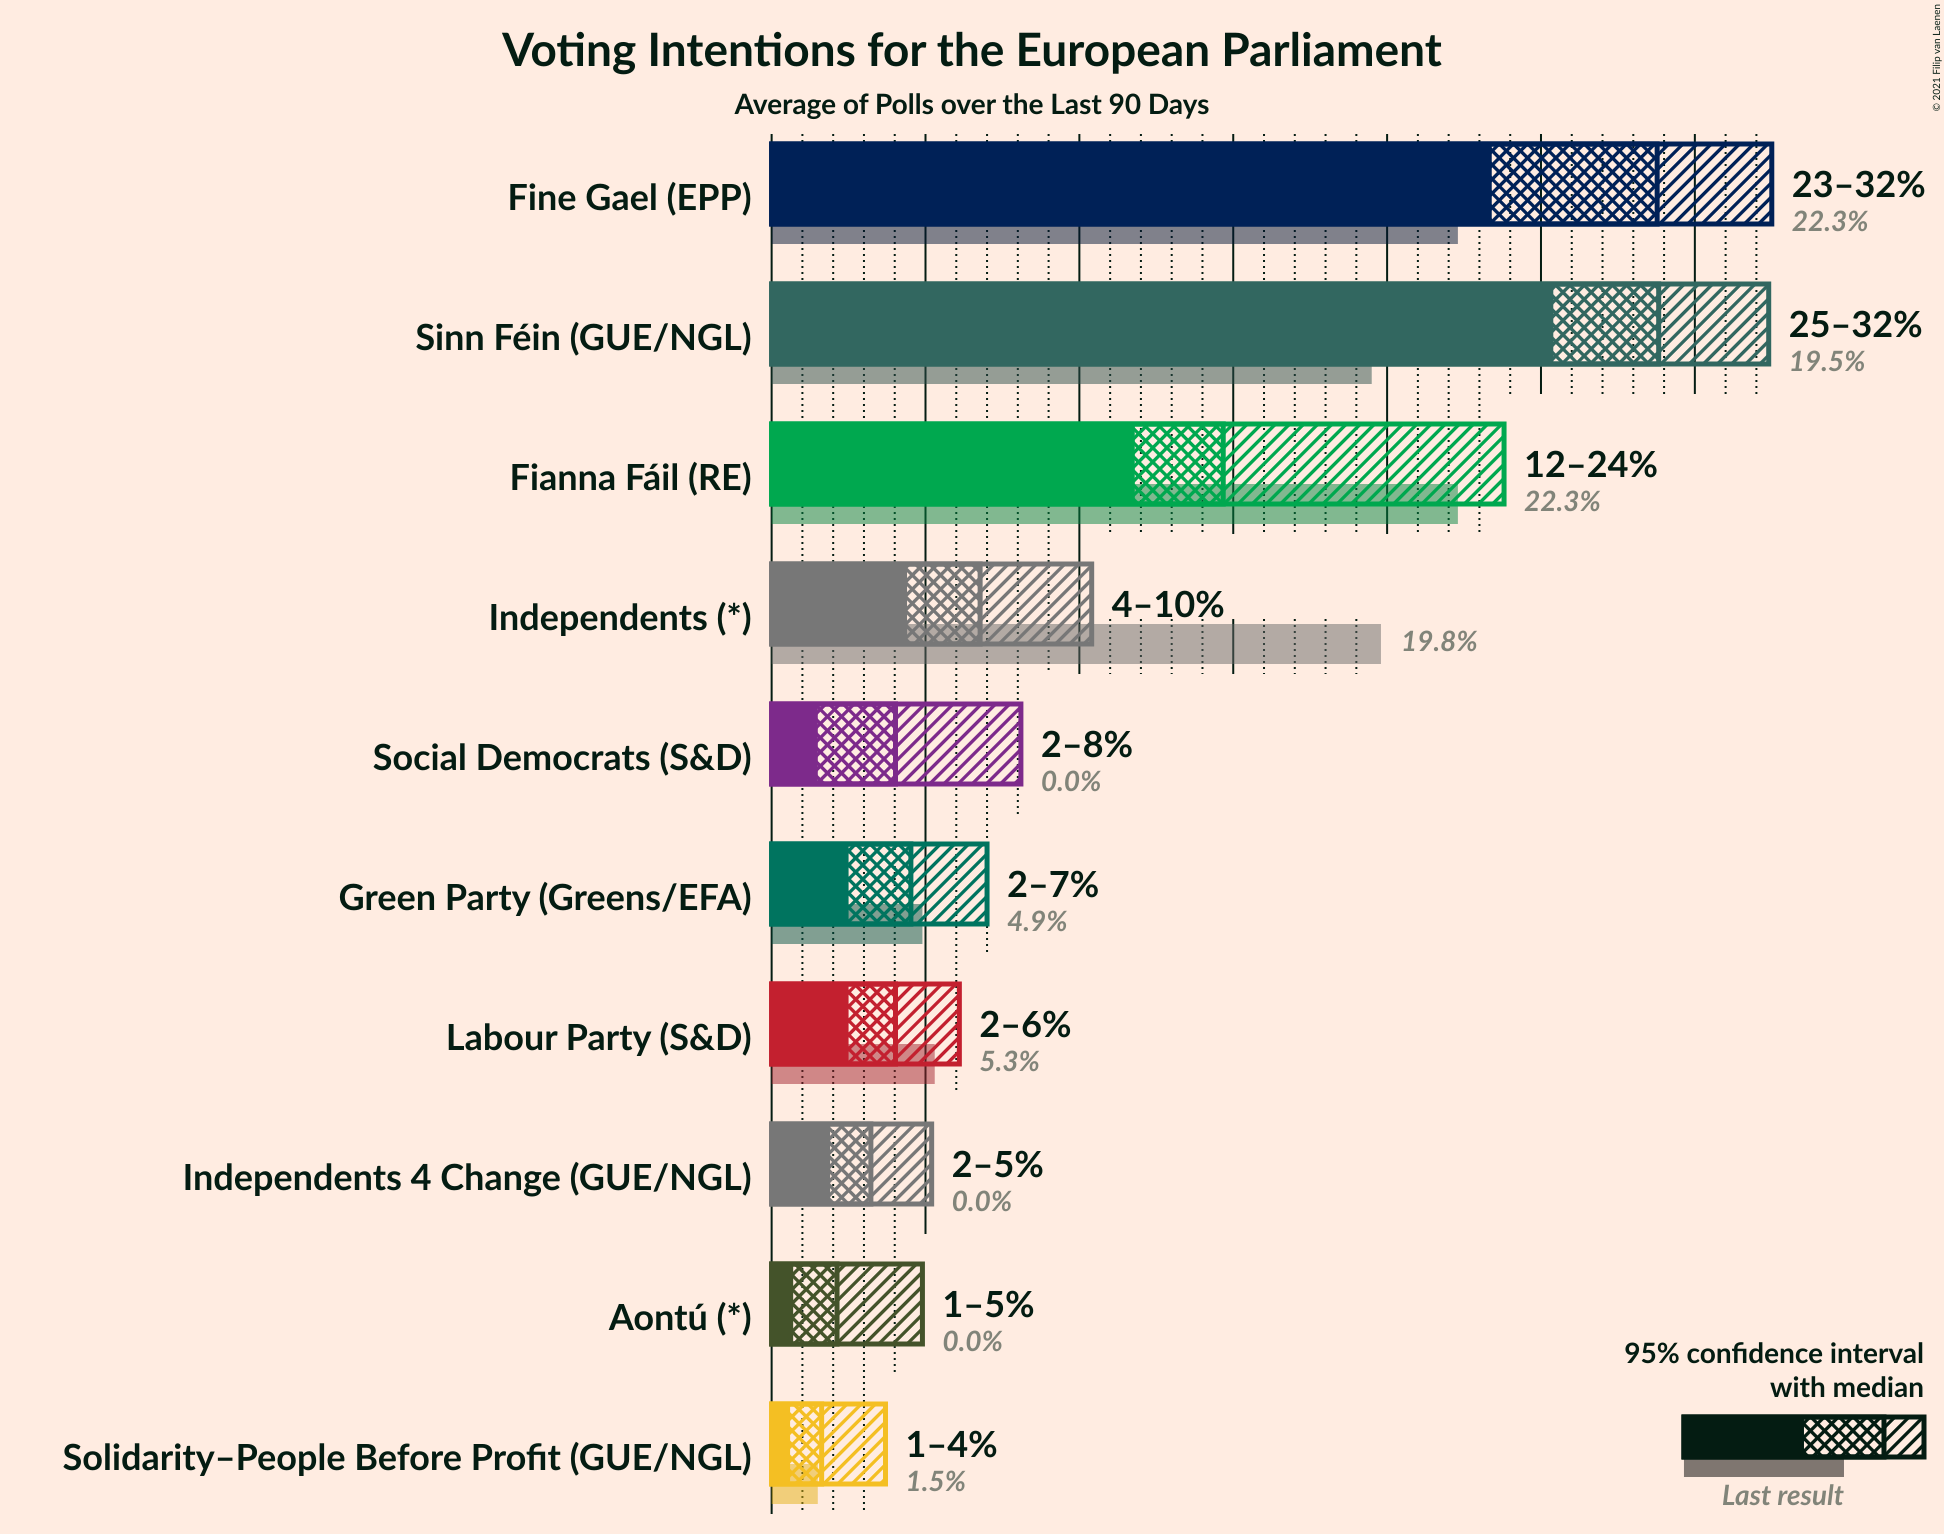 Voting Intentions for the European Parliament
Average of Polls over the Last 90 Days
© 2021 Filip van Laenen
Fine Gael (EPP)
23–32%
22.3%
Sinn Féin (GUE/NGL)
25–32%
19.5%
Fianna Fáil (RE)
12–24%
22.3%
Independents (*)
4–10%
19.8%
Social Democrats (S&D)
2–8%
0.0%
Green Party (Greens/EFA)
2–7%
4.9%
Labour Party (S&D)
2–6%
5.3%
Independents 4 Change (GUE/NGL)
2–5%
0.0%
Aontú (*)
1–5%
0.0%
Solidarity–People Before Profit (GUE/NGL)
1–4%
1.5%
95% confidence interval
with median
Last result